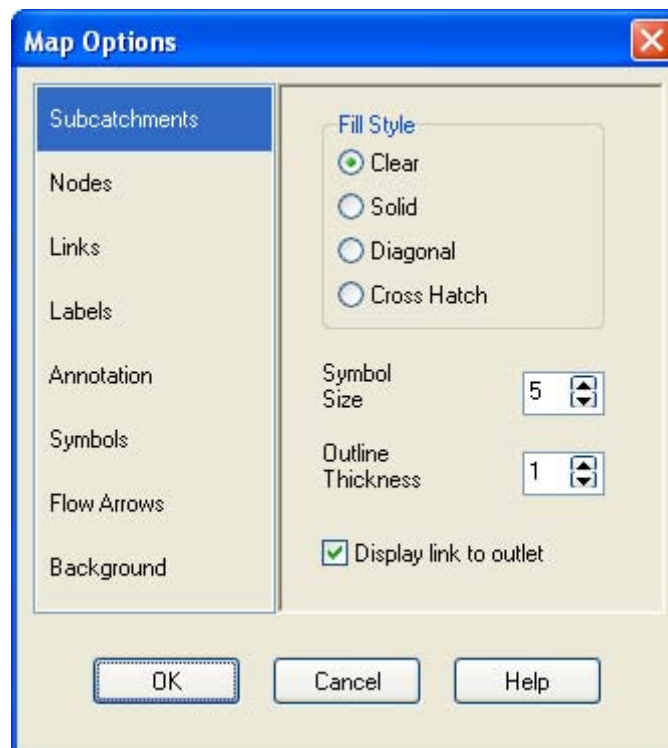 Map Options
Subcatchments
Nodes
Links
Labels
Annotation
Symbols
Flow Arrows
Background
Fill Style
Clear
Solid
Diagonal
Cross Hatch
Symbol
Size
5
Outline
Thickness
1
Display link to outlet
OK
Cancel
Help